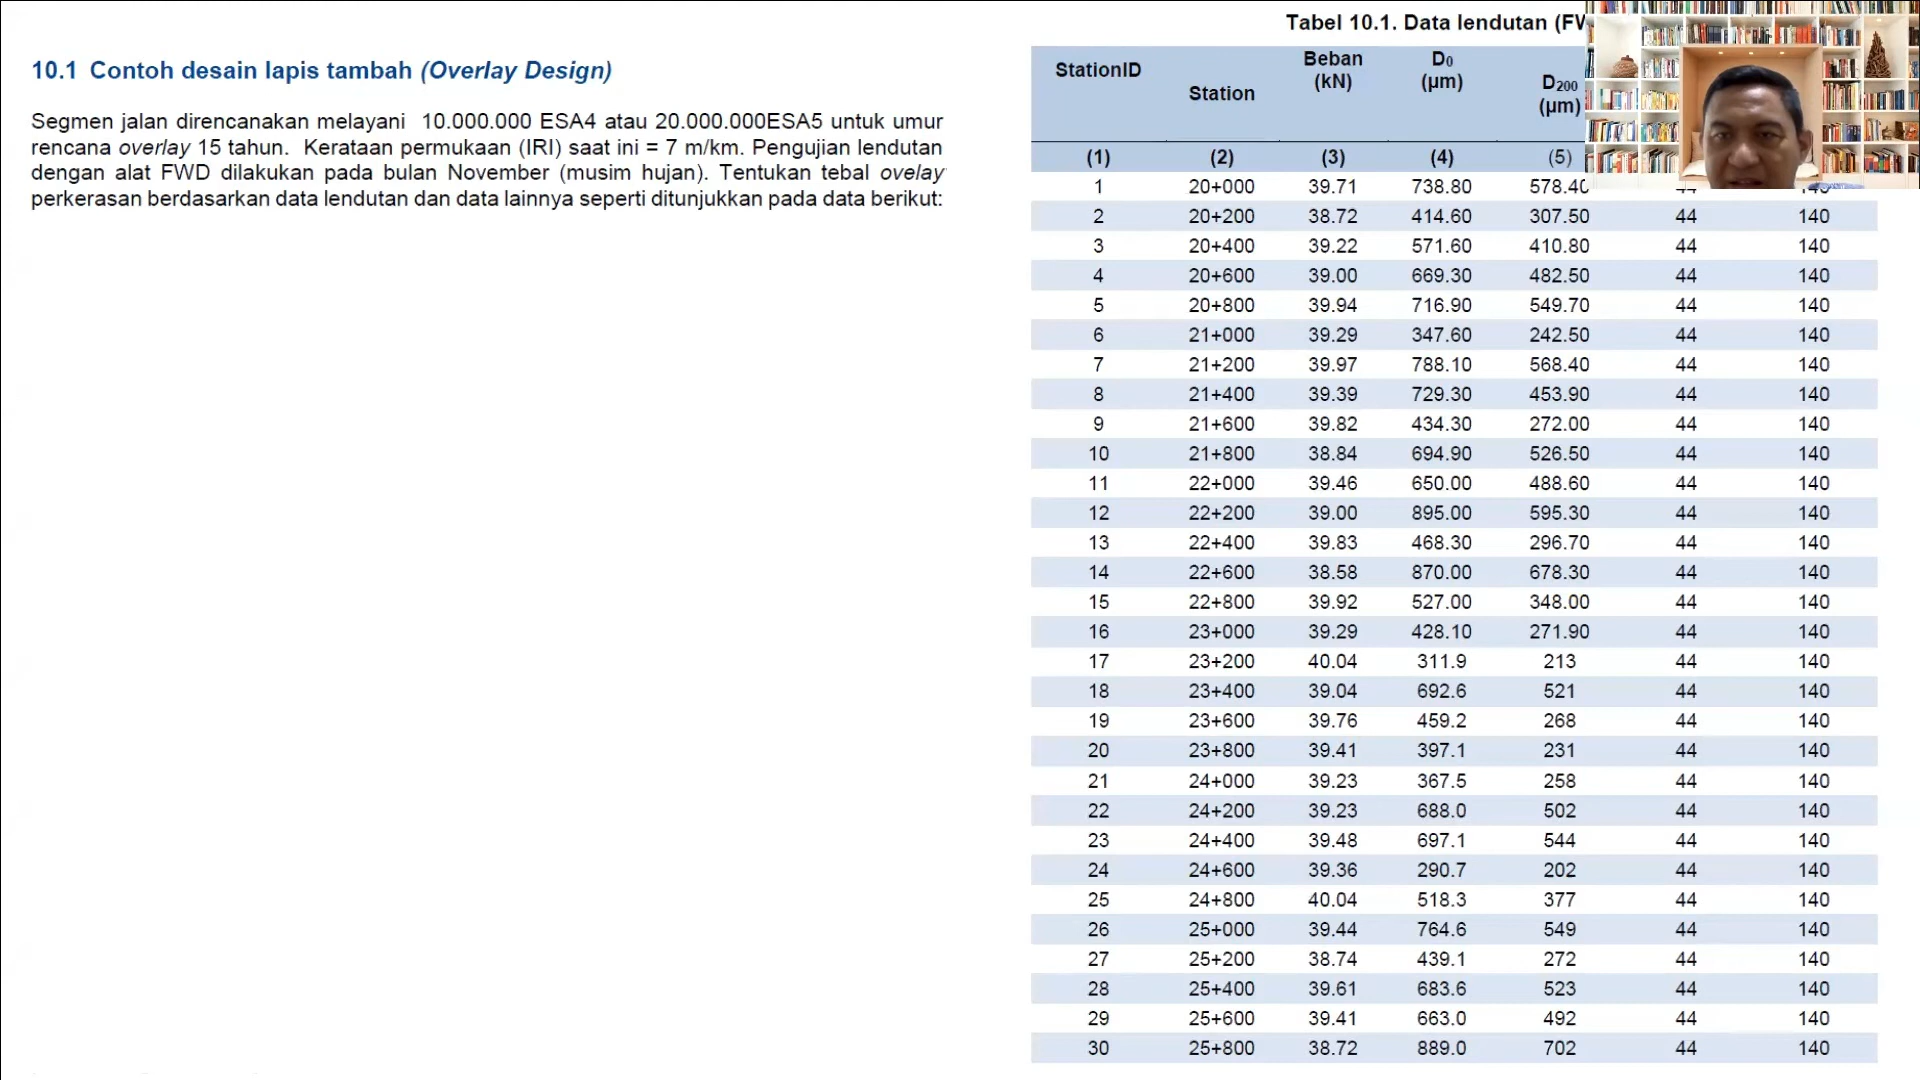 10.1 Contoh desain lapis tambah (Overlay Design)
Segmen jalan direncanakan melayani 10.000.000 ESA4 atau 20.000.000ESA5 untuk umur
rencana overlay 15 tahun. Kerataan permukaan (IRI) saat ini = 7 m/km. Pengujian lendutan
dengan alat FWD dilakukan pada bulan November (musim hujan). Tentukan tebal ovelay
perkerasan berdasarkan data lendutan dan data lainnya seperti ditunjukkan pada data berikut:
Tabel 10.1. Data lendutan
StationID Station Beban (kN) D0 (µm) D200 (µm)
(1) (2) (3) (4) (5)
1 20+000 39.71 738.80 578.40
2 20+200 38.72 414.60 307.50 44 140
3 20+400 39.22 571.60 410.80 44 140
4 20+600 39.00 669.30 482.50 44 140
5 20+800 39.94 716.90 549.70 44 140
6 21+000 39.29 347.60 242.50 44 140
7 21+200 39.97 788.10 568.40 44 140
8 21+400 39.39 729.30 453.90 44 140
9 21+600 39.82 434.30 272.00 44 140
10 21+800 38.84 694.90 526.50 44 140
11 22+000 39.46 650.00 488.60 44 140
12 22+200 39.00 895.00 595.30 44 140
13 22+400 39.83 468.30 296.70 44 140
14 22+600 38.58 870.00 678.30 44 140
15 22+800 39.92 527.00 348.00 44 140
16 23+000 39.29 428.10 271.90 44 140
17 23+200 40.04 311.9 213 44 140
18 23+400 39.04 692.6 521 44 140
19 23+600 39.76 459.2 268 44 140
20 23+800 39.41 397.1 231 44 140
21 24+000 39.23 367.5 258 44 140
22 24+200 39.23 688.0 502 44 140
23 24+400 39.48 697.1 544 44 140
24 24+600 39.36 290.7 202 44 140
25 24+800 40.04 518.3 377 44 140
26 25+000 39.44 764.6 549 44 140
27 25+200 38.74 439.1 272 44 140
28 25+400 39.61 683.6 523 44 140
29 25+600 39.41 663.0 492 44 140
30 25+800 38.72 889.0 702 44 140